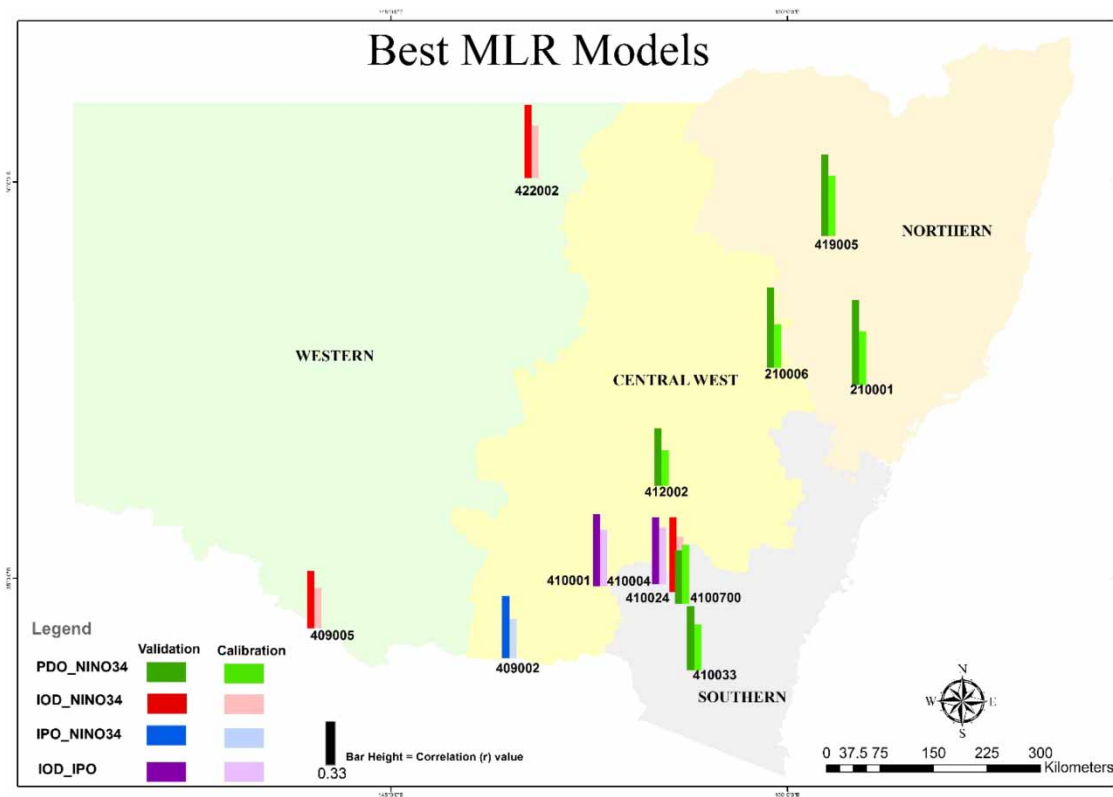 Best MLR Models
422002
419005
NORTHERN
WESTERN
CENTRAL WEST
210006
210001
412002
410001
410004
410024
4100700
409005
409002
410033
SOUTHERN
Legend
Validation Calibration
PDO_NINO34
IOD_NINO34
IPO_NINO34
IOD_IPO
Bar Height = Correlation (r) value
0.33
N
W E
S
0 37.5 75 150 225 300
Kilometers